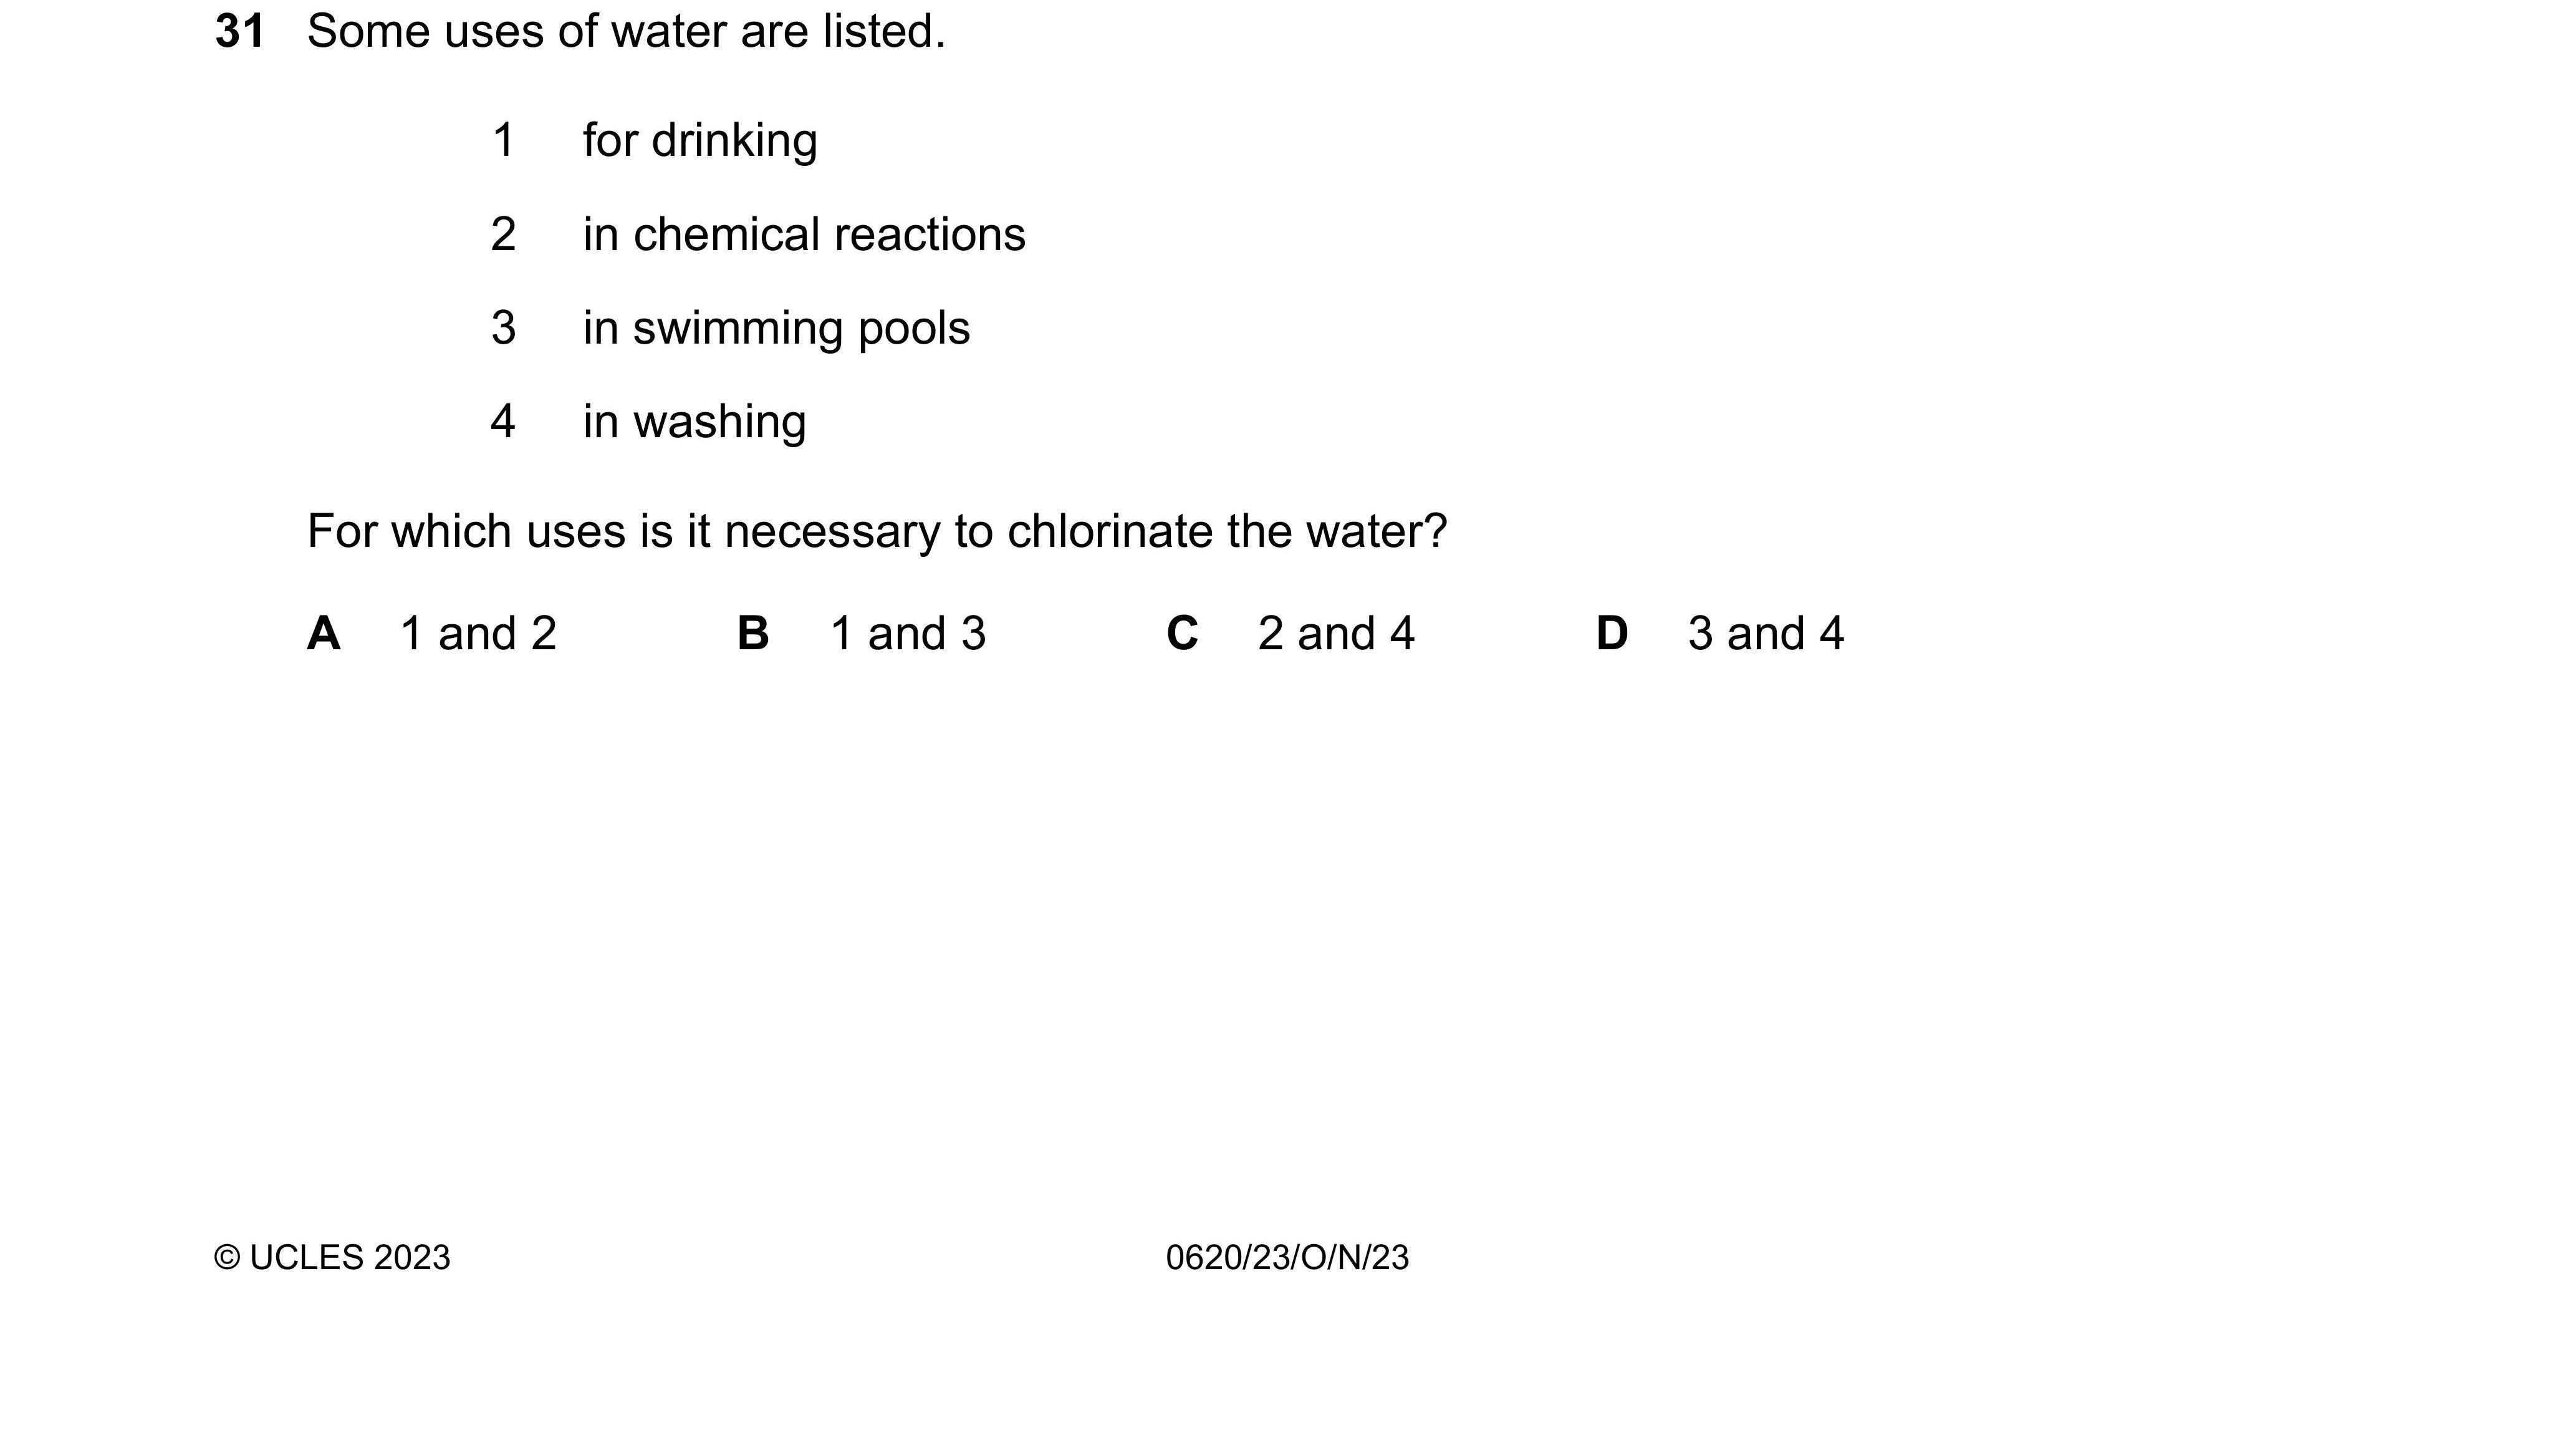 31 Some uses of water are listed.
1 for drinking
2 in chemical reactions
3 in swimming pools
4 in washing
For which uses is it necessary to chlorinate the water?
A 1 and 2 B 1 and 3 C 2 and 4 D 3 and 4
© UCLES 2023 0620/23/O/N/23